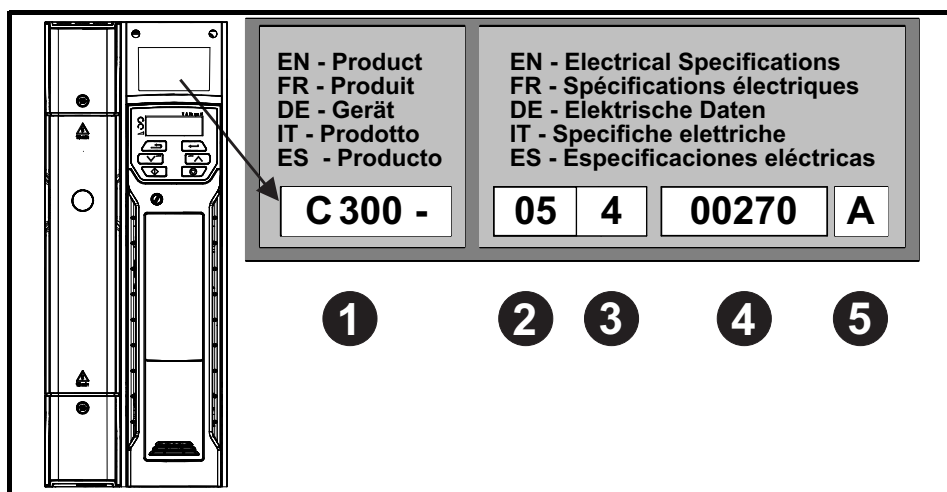 EN - Product
FR - Produit
DE - Gerät
IT - Prodotto
ES - Producto
C 300 -
EN - Electrical Specifications
FR - Spécifications électriques
DE - Elektrische Daten
IT - Specifiche elettriche
ES - Especificaciones eléctricas
05 4 00270 A
1 2 3 4 5